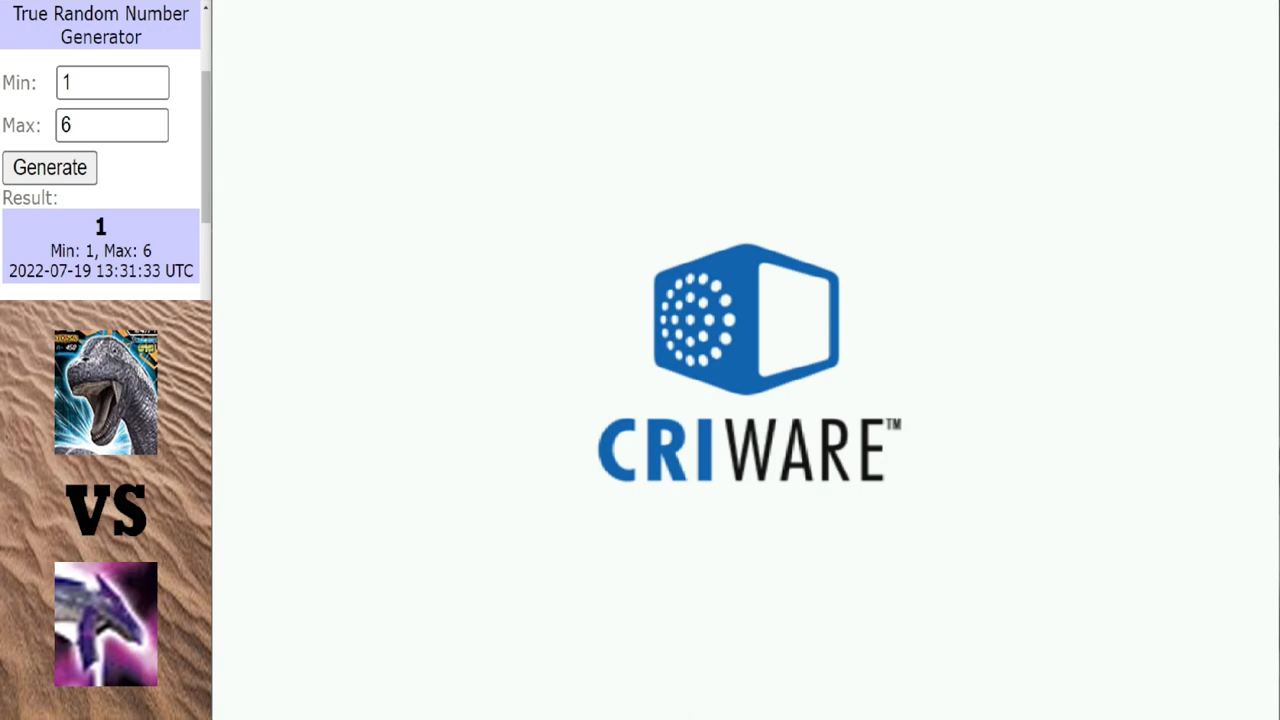 True Random Number
Generator
Min: 1
Max: 6
Generate
Result:
1
Min: 1, Max: 6
2022-07-19 13:31:33 UTC
450
VS
CRIWARE™